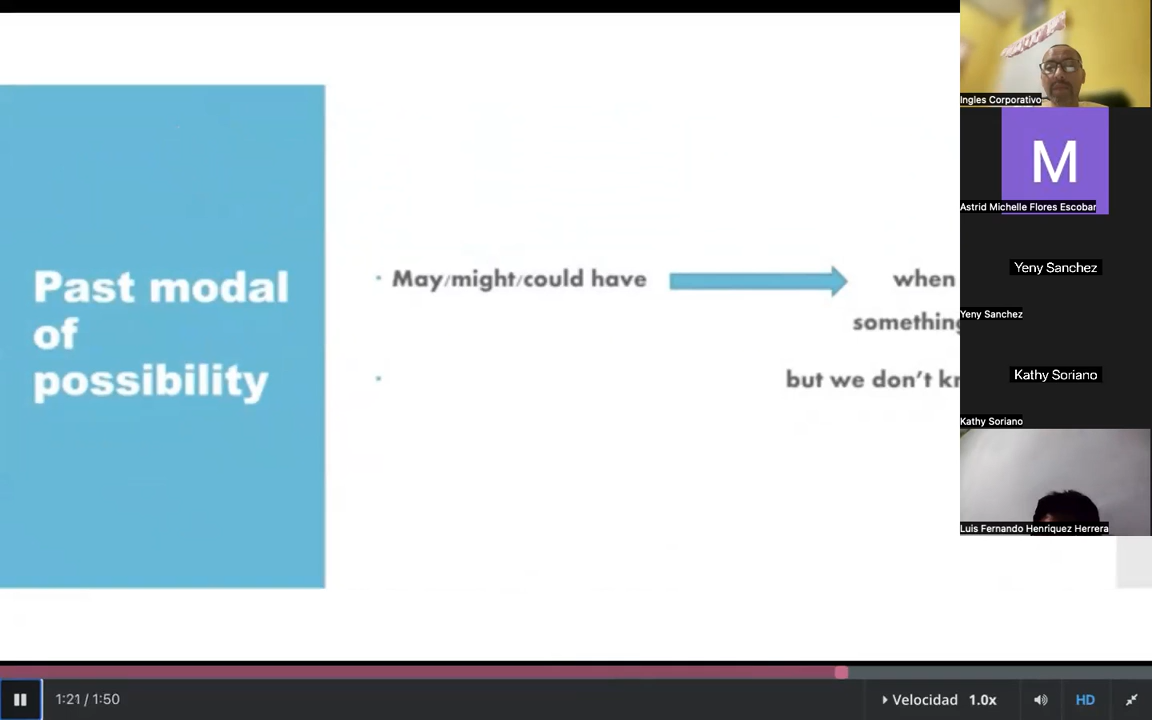 Past modal
of
possibility
May/might/could have
when
something
but we don't kn
Ingles Corporativo
M
Astrid Michelle Flores Escobar
Yeny Sanchez
Yeny Sanchez
Kathy Soriano
Kathy Soriano
Luis Fernando Henriquez Herrera
1:21 / 1:50
Velocidad 1.0x
HD